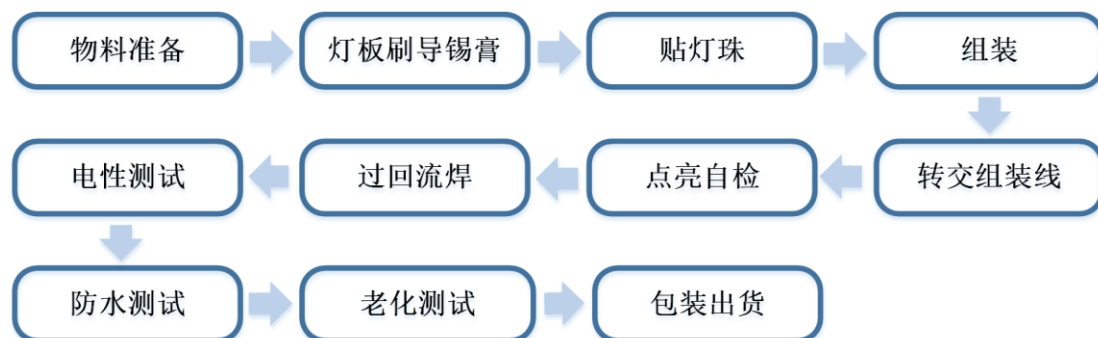 物料准备
灯板刷导锡膏
贴灯珠
组装
转交组装线
点亮自检
过回流焊
电性测试
防水测试
老化测试
包装出货